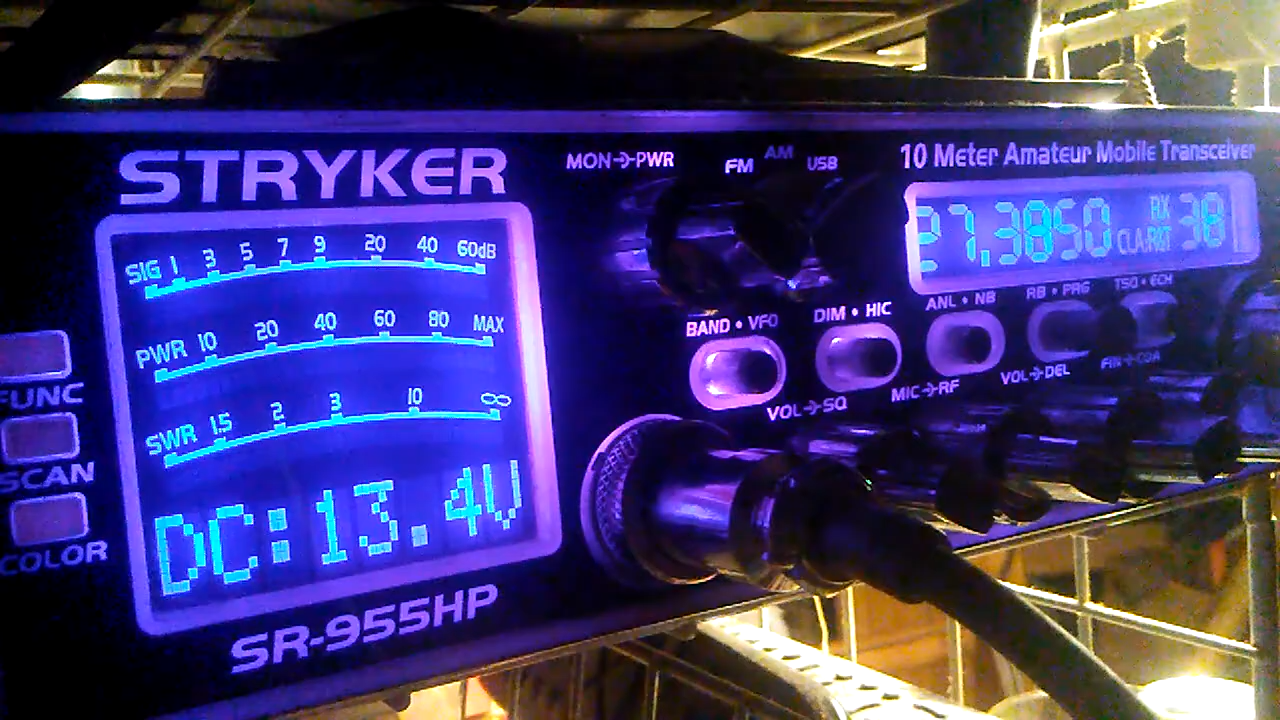 STRYKER
SIG 1 3 5 7 9 20 40 60dB
PWR 10 20 40 60 80 MAX
SWR 1.5 2 3 10 ∞
DC:13.4V
SR-955HP
FUNC
SCAN
COLOR
MON→PWR
FM AM USB
10 Meter Amateur Mobile Transceiver
27.3850 RX 38
BAND • VFO
DIM • HIC
ANL • NB
RB • PRG
VOL→SQ
MIC→RF
VOL→DEL